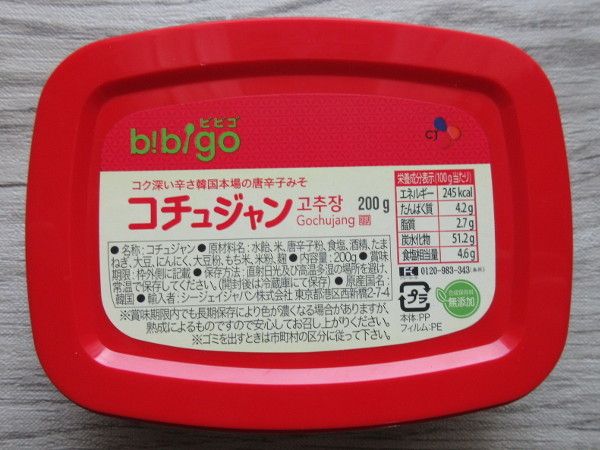 ビビゴ
bibigo
CJ
コク深い辛さ韓国本場の唐辛子みそ
コチュジャン 고추장 Gochujang 200g
栄養成分表示(100g当たり)
エネルギー 245kcal
たんぱく質 4.2g
脂質 2.7g
炭水化物 51.2g
食塩相当量 4.6g
0120-983-343
●名称:コチュジャン●原材料名:水飴、米、唐辛子粉、食塩、酒精、たま
ねぎ、大豆、にんにく、大豆粉、もち米、米粉、麹●内容量:200g●賞味
期限:枠外側に記載●保存方法:直射日光及び高温多湿の場所を避け、
常温で保存してください。(開封後は冷蔵庫にて保存)●原産国名:
韓国●輸入者:シージェイジャパン株式会社 東京都港区西新橋2-7-4
※賞味期限内でも長期保存により色が濃くなる場合がありますが、
熟成によるものですので安心してお召し上がりください。
※ゴミを出すときは市町村の区分に従って下さい。
プラ
本体:PP
フィルム:PE
合成保存料
無添加